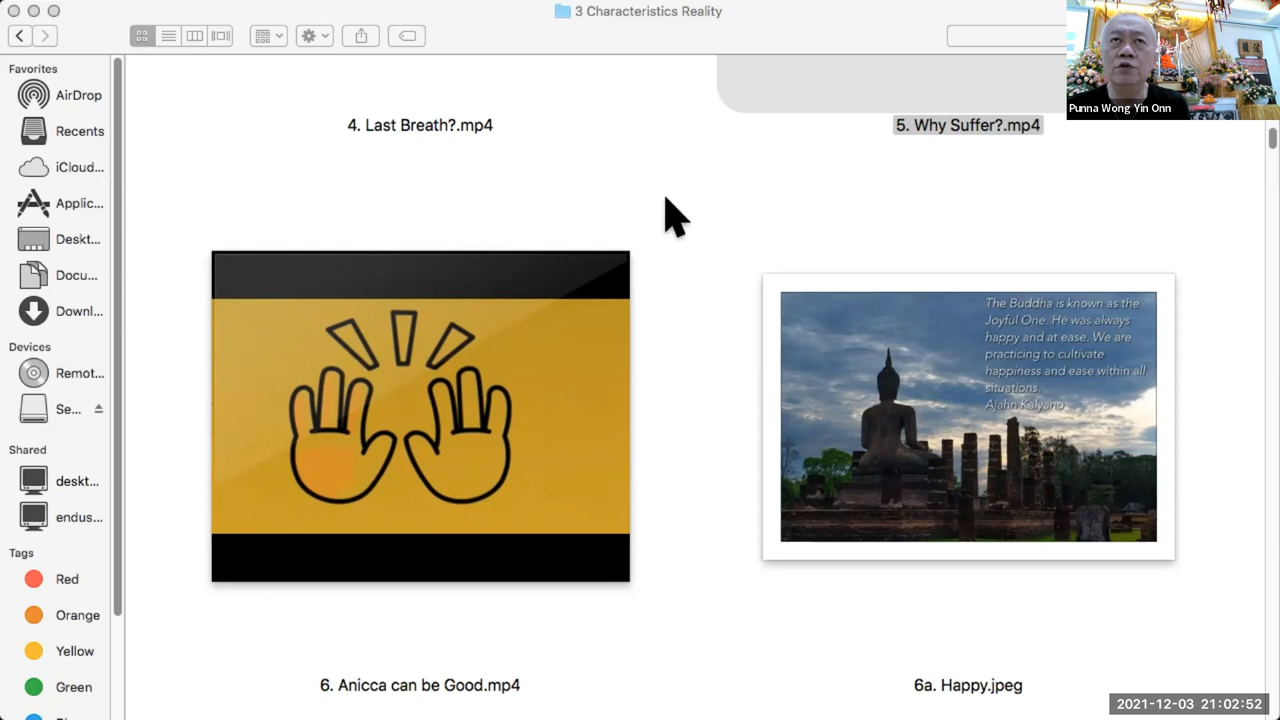 3 Characteristics Reality
Favorites
AirDrop
Recents
iCloud...
Applic...
Deskt...
Docu...
Downl...
Devices
Remot...
Se...
Shared
deskt...
endus...
Tags
Red
Orange
Yellow
Green
4. Last Breath?.mp4
5. Why Suffer?.mp4
The Buddha is known as the
Joyful One. He was always
happy and at ease. We are
practicing to cultivate
happiness and ease within all
situations.
Ajahn Kalyano
6. Anicca can be Good.mp4
6a. Happy.jpeg
Punna Wong Yin Onn
2021-12-03 21:02:52